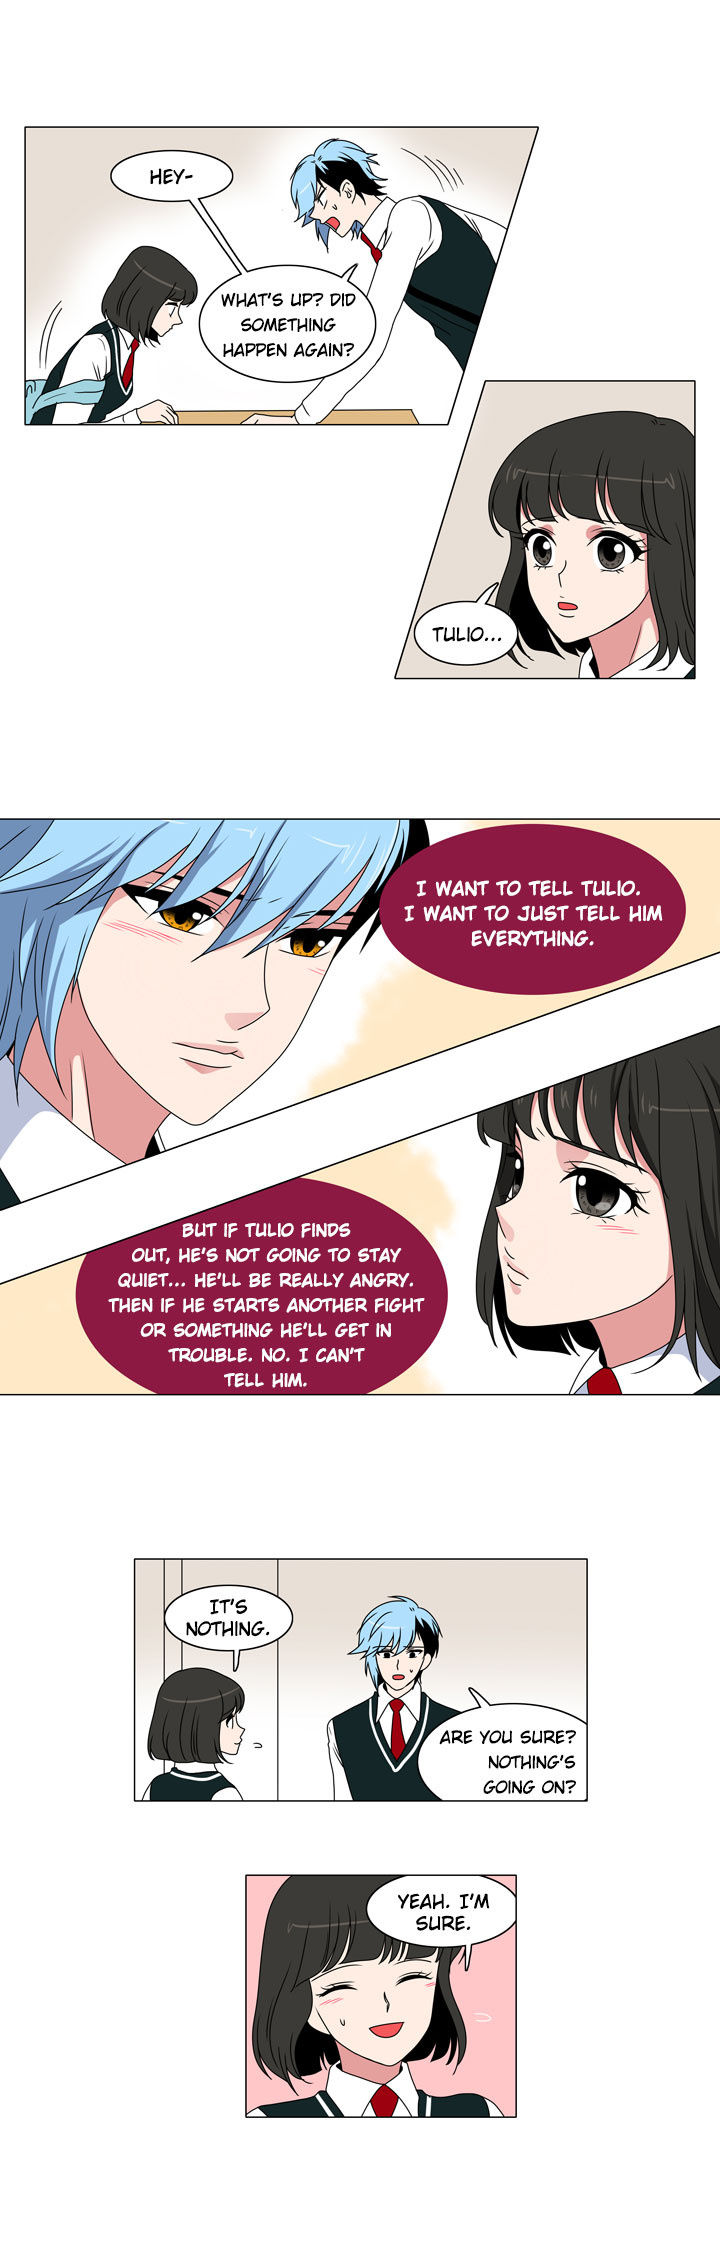 HEY-
WHAT'S UP? DID
SOMETHING
HAPPEN AGAIN?
TULIO...
I WANT TO TELL TULIO.
I WANT TO JUST TELL HIM
EVERYTHING.
BUT IF TULIO FINDS
OUT, HE'S NOT GOING TO STAY
QUIET... HE'LL BE REALLY ANGRY.
THEN IF HE STARTS ANOTHER FIGHT
OR SOMETHING HE'LL GET IN
TROUBLE. NO. I CAN'T
TELL HIM.
IT'S
NOTHING.
ARE YOU SURE?
NOTHING'S
GOING ON?
YEAH. I'M
SURE.